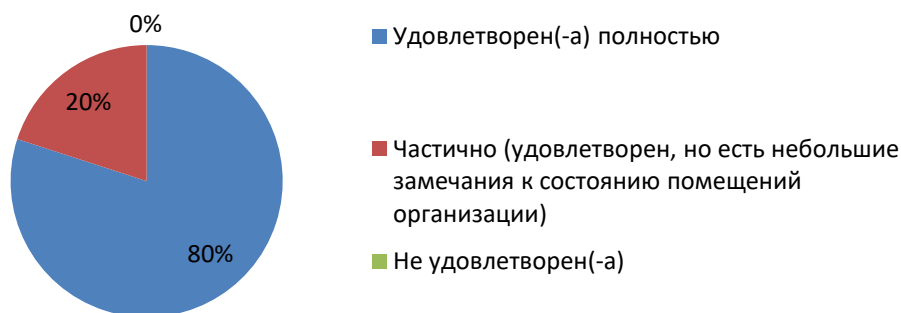 0%
20%
80%
Удовлетворен(-а) полностью
Частично (удовлетворен, но есть небольшие
замечания к состоянию помещений
организации)
Не удовлетворен(-а)